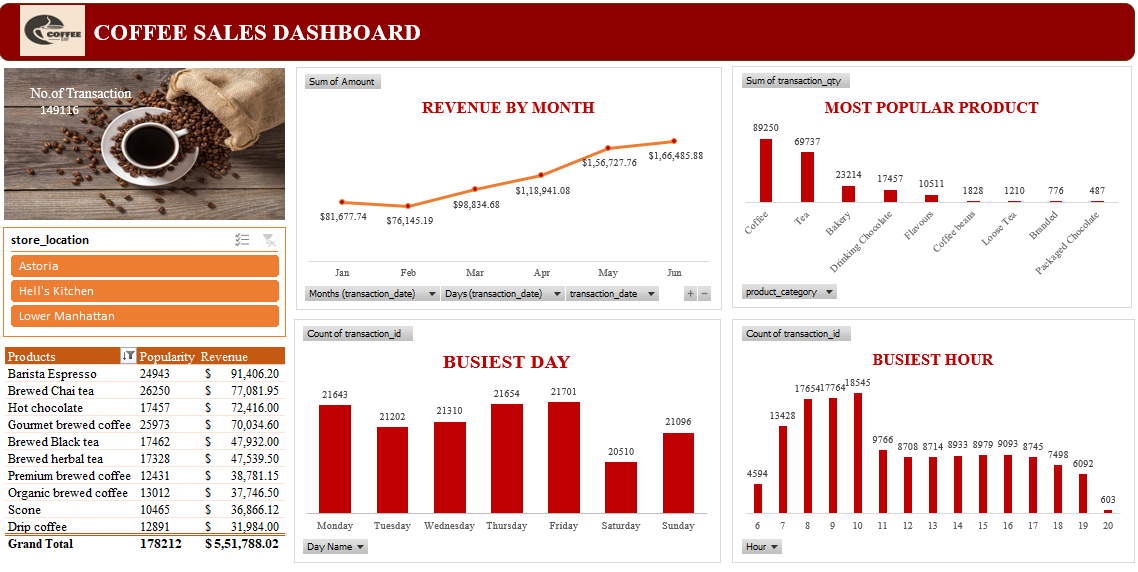 COFFEE
COFFEE SALES DASHBOARD
No.of Transaction
149116
store_location
Astoria
Hell's Kitchen
Lower Manhattan
Products Popularity Revenue
Barista Espresso 24943 $ 91,406.20
Brewed Chai tea 26250 $ 77,081.95
Hot chocolate 17457 $ 72,416.00
Gourmet brewed coffee 25973 $ 70,034.60
Brewed Black tea 17462 $ 47,932.00
Brewed herbal tea 17328 $ 47,539.50
Premium brewed coffee 12431 $ 38,781.15
Organic brewed coffee 13012 $ 37,746.50
Scone 10465 $ 36,866.12
Drip coffee 12891 $ 31,984.00
Grand Total 178212 $ 5,51,788.02
Sum of Amount
REVENUE BY MONTH
$81,677.74 $76,145.19 $98,834.68 $1,18,941.08 $1,56,727.76 $1,66,485.88
Jan Feb Mar Apr May Jun
Months (transaction_date) Days (transaction_date) transaction_date + −
Sum of transaction_qty
MOST POPULAR PRODUCT
89250 69737 23214 17457 10511 1828 1210 776 487
Coffee Tea Bakery Drinking Chocolate Flavours Coffee beans Loose Tea Branded Packaged Chocolate
product_category
Count of transaction_id
BUSIEST DAY
21643 21202 21310 21654 21701 20510 21096
Monday Tuesday Wednesday Thursday Friday Saturday Sunday
Day Name
Count of transaction_id
BUSIEST HOUR
4594 13428 17654 17764 18545 9766 8708 8714 8933 8979 9093 8745 7498 6092 603
6 7 8 9 10 11 12 13 14 15 16 17 18 19 20
Hour